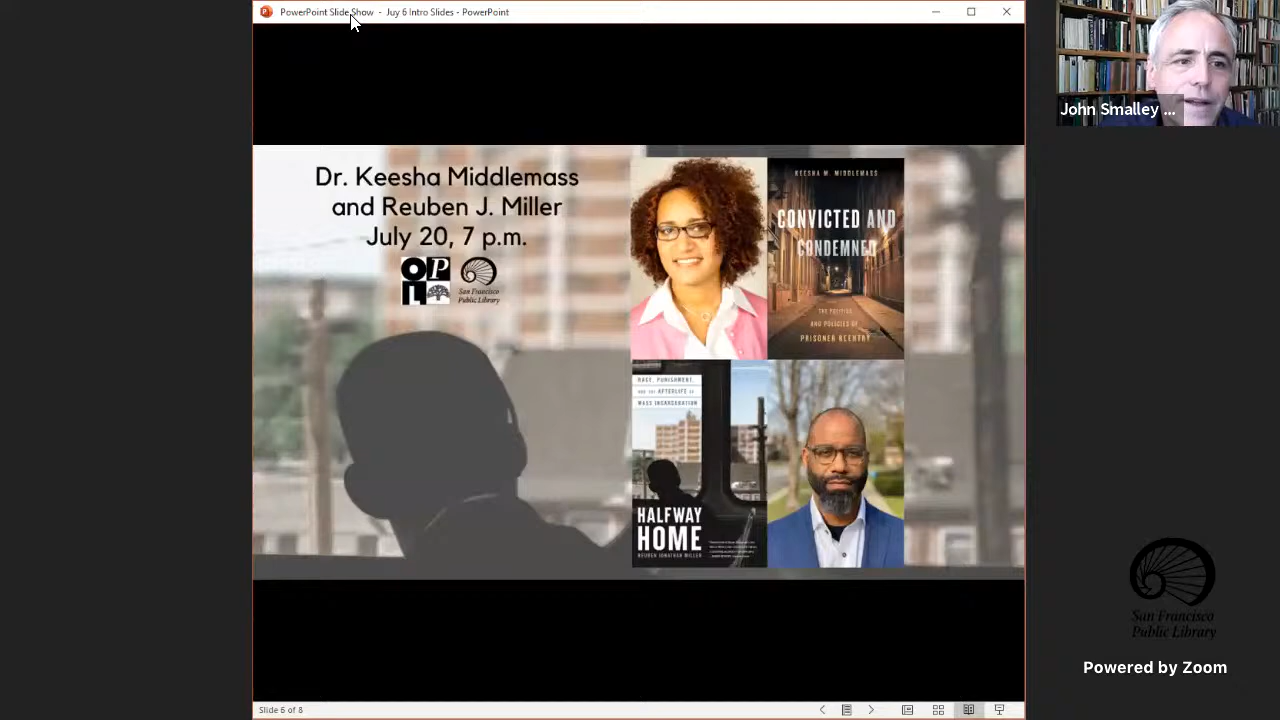 PowerPoint Slide Show - Juy 6 Intro Slides - PowerPoint
John Smalley ...
Dr. Keesha Middlemass
and Reuben J. Miller
July 20, 7 p.m.
OPL
San Francisco
Public Library
KEESHA M. MIDDLEMASS
CONVICTED AND
CONDEMNED
THE POLITICS
AND POLICIES OF
PRISONER REENTRY
RACE, PUNISHMENT,
AND THE AFTERLIFE OF
MASS INCARCERATION
HALFWAY
HOME
REUBEN JONATHAN MILLER
San Francisco
Public Library
Powered by Zoom
Slide 6 of 8